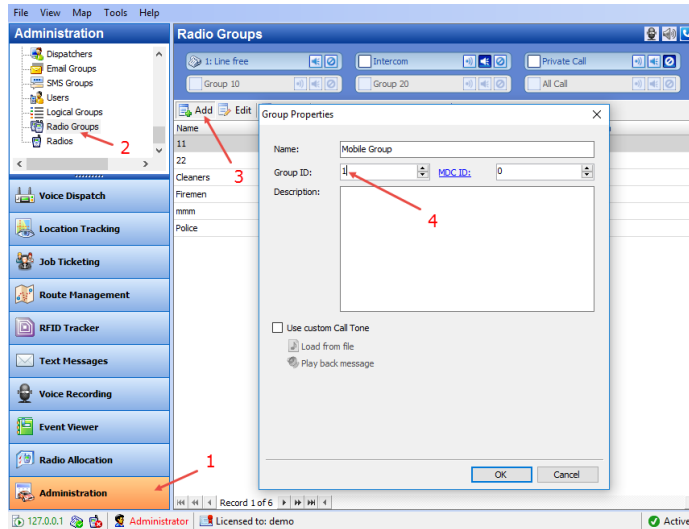 File View Map Tools Help
Administration
Radio Groups
Dispatchers
Email Groups
SMS Groups
Users
Logical Groups
Radio Groups
Radios
2
1: Line free
Intercom
Private Call
Group 10
Group 20
All Call
Add Edit
3
Name
11
22
Cleaners
Firemen
mmm
Police
Group Properties
Name: Mobile Group
Group ID: 1 MDC ID: 0
4
Description:
Use custom Call Tone
Load from file
Play back message
OK Cancel
Voice Dispatch
Location Tracking
Job Ticketing
Route Management
RFID Tracker
Text Messages
Voice Recording
Event Viewer
Radio Allocation
Administration
1
Record 1 of 6
127.0.0.1 Administrator Licensed to: demo Active